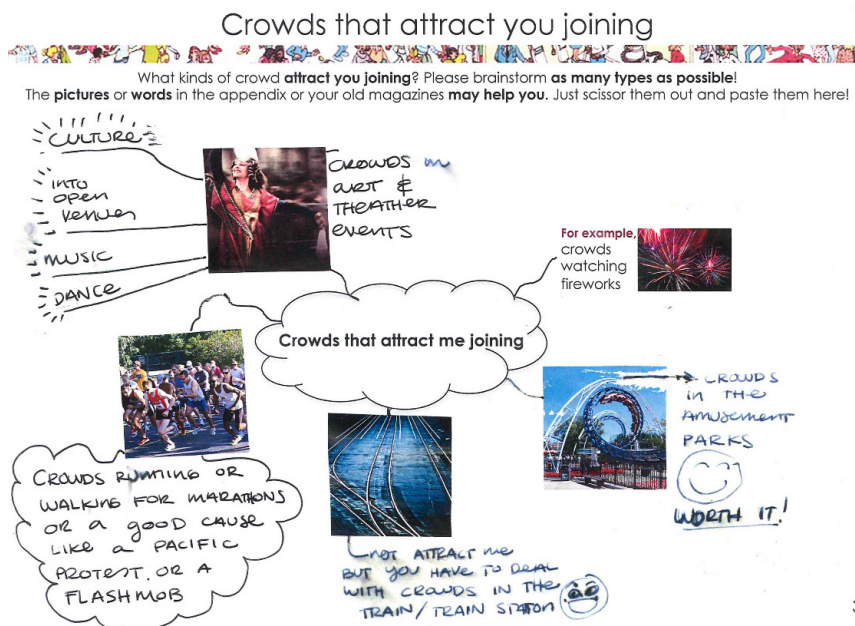 Crowds that attract you joining
What kinds of crowd attract you joining? Please brainstorm as many types as possible!
The pictures or words in the appendix or your old magazines may help you. Just scissor them out and paste them here!
CULTURE
INTO
OPEN
VENUES
MUSIC
DANCE
CROWDS IN
ART &
THEATHER
EVENTS
For example,
crowds
watching
fireworks
Crowds that attract me joining
CROWDS RUNNING OR
WALKING FOR MARATHONS
OR A GOOD CAUSE
LIKE A PACIFIC
PROTEST, OR A
FLASHMOB
NOT ATTRACT ME
BUT YOU HAVE TO DEAL
WITH CROWDS IN THE
TRAIN/TRAIN STATION
CROWDS
IN THE
AMUSEMENT
PARKS
WORTH IT!